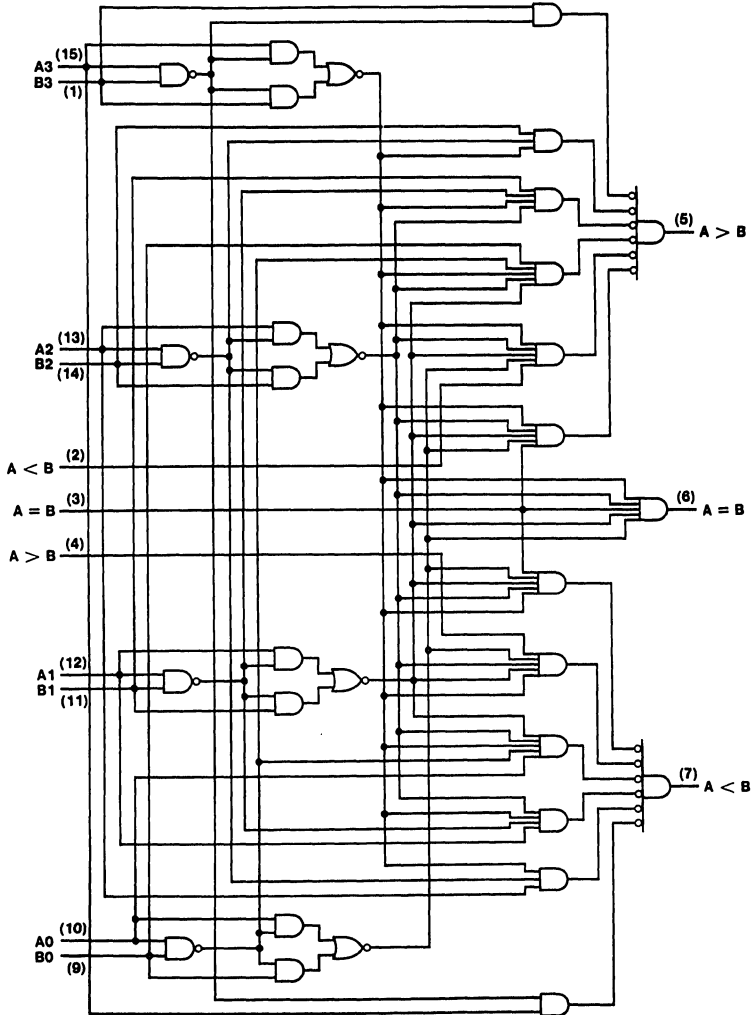 (15)
A3
B3
(1)
(5)
A > B
(13)
A2
B2
(14)
(2)
A < B
(3)
A = B
(6)
A = B
(4)
A > B
(12)
A1
B1
(11)
(7)
A < B
(10)
A0
B0
(9)